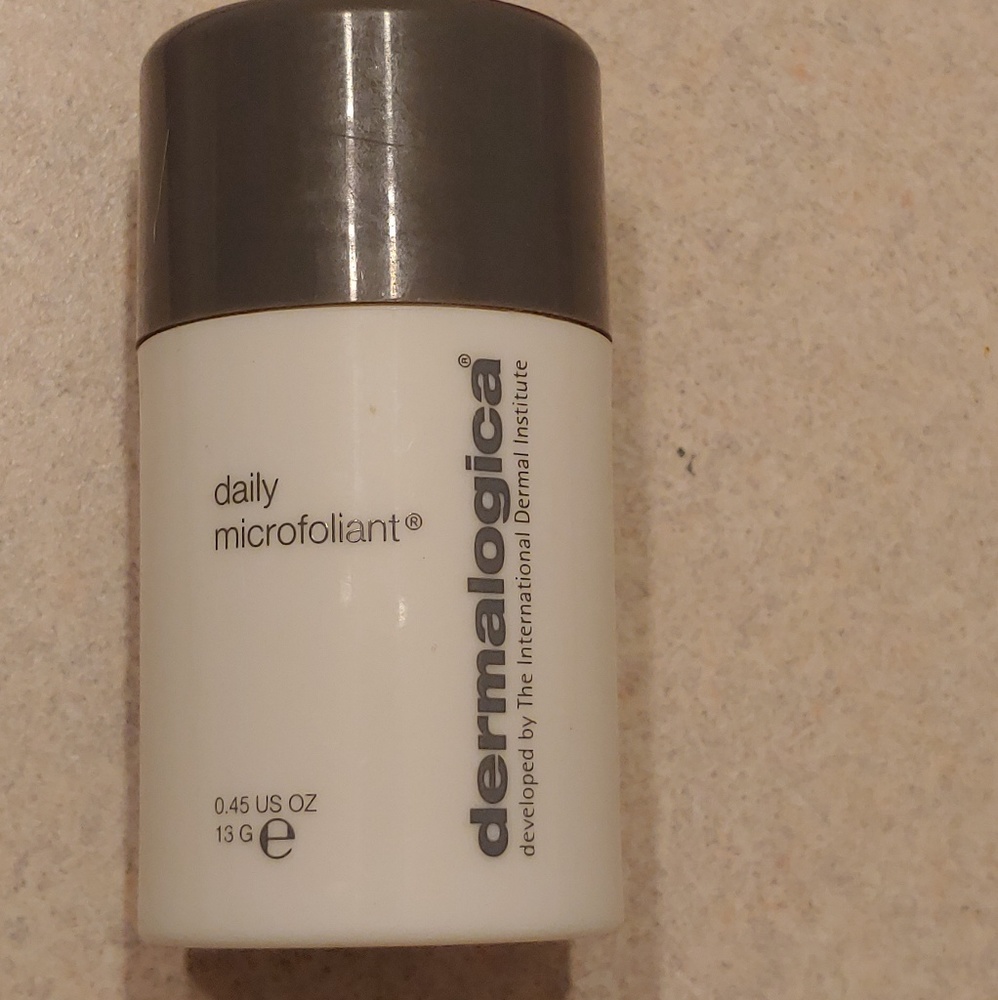 daily
microfoliant®
0.45 US OZ
13 G ℮
dermalogica®
developed by The International Dermal Institute